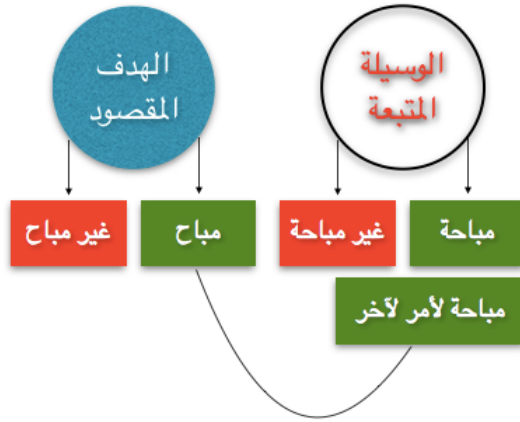 الوسيلة
المتبعة
الهدف
المقصود
مباحة
غير مباحة
مباح
غير مباح
مباحة لأمر لآخر